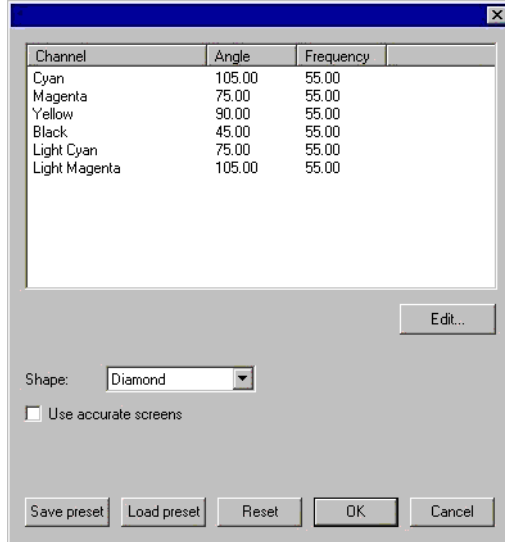 Channel Angle Frequency
Cyan 105.00 55.00
Magenta 75.00 55.00
Yellow 90.00 55.00
Black 45.00 55.00
Light Cyan 75.00 55.00
Light Magenta 105.00 55.00
Edit...
Shape: Diamond
Use accurate screens
Save preset Load preset Reset OK Cancel